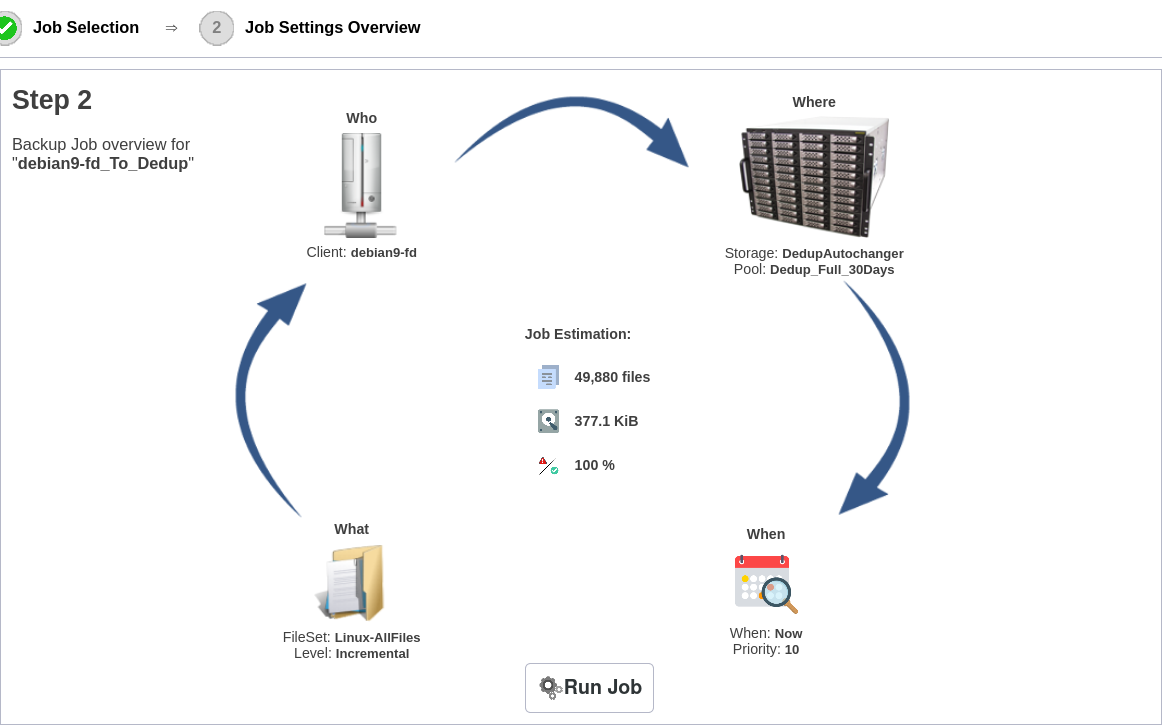 Job Selection ⇒ 2 Job Settings Overview
Step 2
Backup Job overview for
"debian9-fd_To_Dedup"
Who
Client: debian9-fd
Where
Storage: DedupAutochanger
Pool: Dedup_Full_30Days
Job Estimation:
49,880 files
377.1 KiB
100 %
What
FileSet: Linux-AllFiles
Level: Incremental
When
When: Now
Priority: 10
Run Job